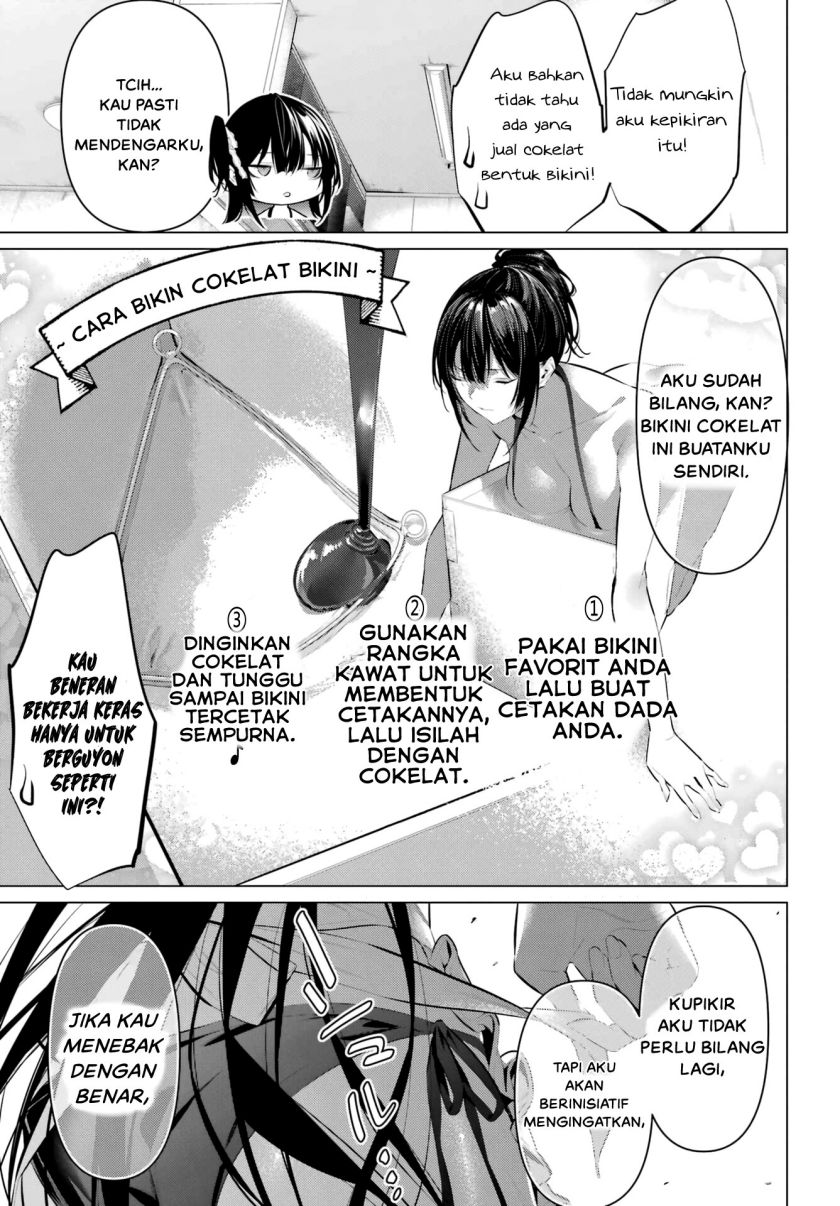 Tidak mungkin
aku kepikiran
itu!
Aku bahkan
tidak tahu
ada yang
jual cokelat
bentuk bikini!
TCIH...
KAU PASTI
TIDAK
MENDENGARKU,
KAN?
~ CARA BIKIN COKELAT BIKINI ~
AKU SUDAH
BILANG, KAN?
BIKINI COKELAT
INI BUATANKU
SENDIRI.
①
PAKAI BIKINI
FAVORIT ANDA
LALU BUAT
CETAKAN DADA
ANDA.
②
GUNAKAN
RANGKA
KAWAT UNTUK
MEMBENTUK
CETAKANNYA,
LALU ISILAH
DENGAN
COKELAT.
③
DINGINKAN
COKELAT
DAN TUNGGU
SAMPAI BIKINI
TERCETAK
SEMPURNA.
♪
KAU
BENERAN
BEKERJA KERAS
HANYA UNTUK
BERGUYON
SEPERTI
INI?!
KUPIKIR
AKU TIDAK
PERLU BILANG
LAGI,
TAPI AKU
AKAN
BERINISIATIF
MENGINGATKAN,
JIKA KAU
MENEBAK
DENGAN
BENAR,